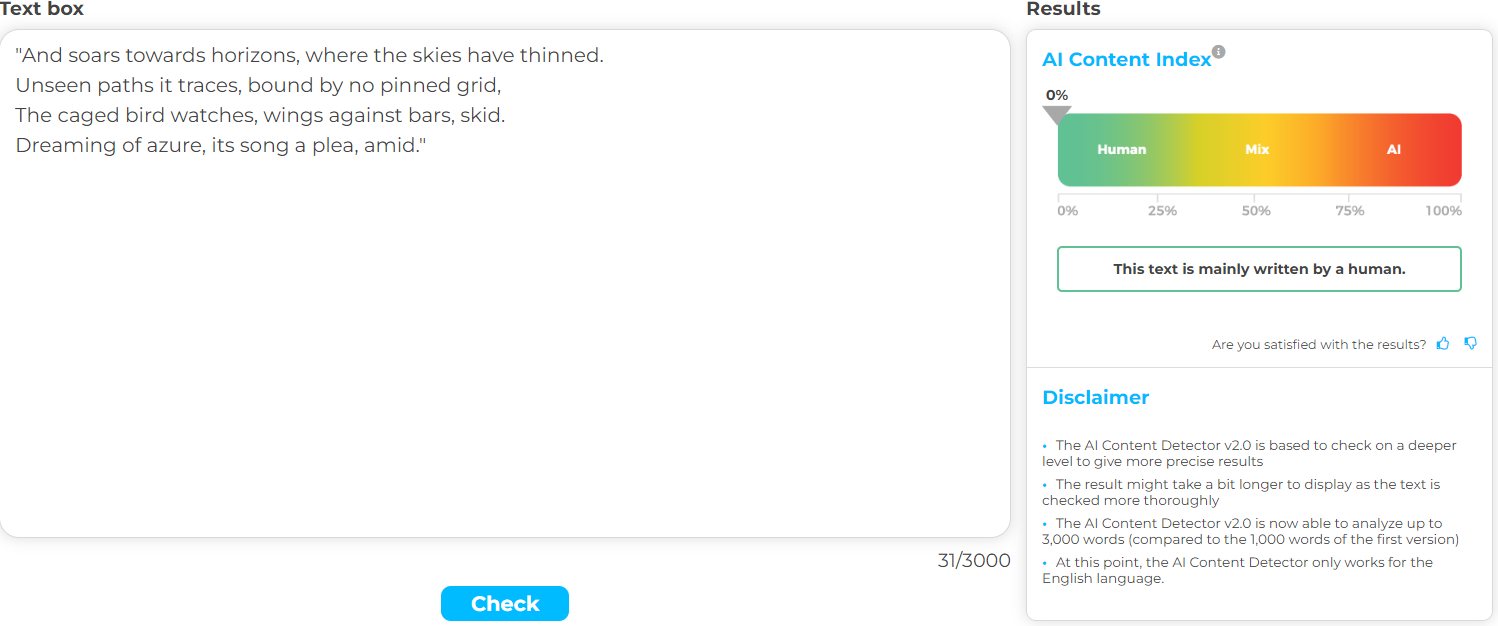 Text box
"And soars towards horizons, where the skies have thinned.
Unseen paths it traces, bound by no pinned grid,
The caged bird watches, wings against bars, skid.
Dreaming of azure, its song a plea, amid."
31/3000
Check
Results
AI Content Index
0%
Human Mix AI
0% 25% 50% 75% 100%
This text is mainly written by a human.
Are you satisfied with the results?
Disclaimer
• The AI Content Detector v2.0 is based to check on a deeper
level to give more precise results
• The result might take a bit longer to display as the text is
checked more thoroughly
• The AI Content Detector v2.0 is now able to analyze up to
3,000 words (compared to the 1,000 words of the first version)
• At this point, the AI Content Detector only works for the
English language.